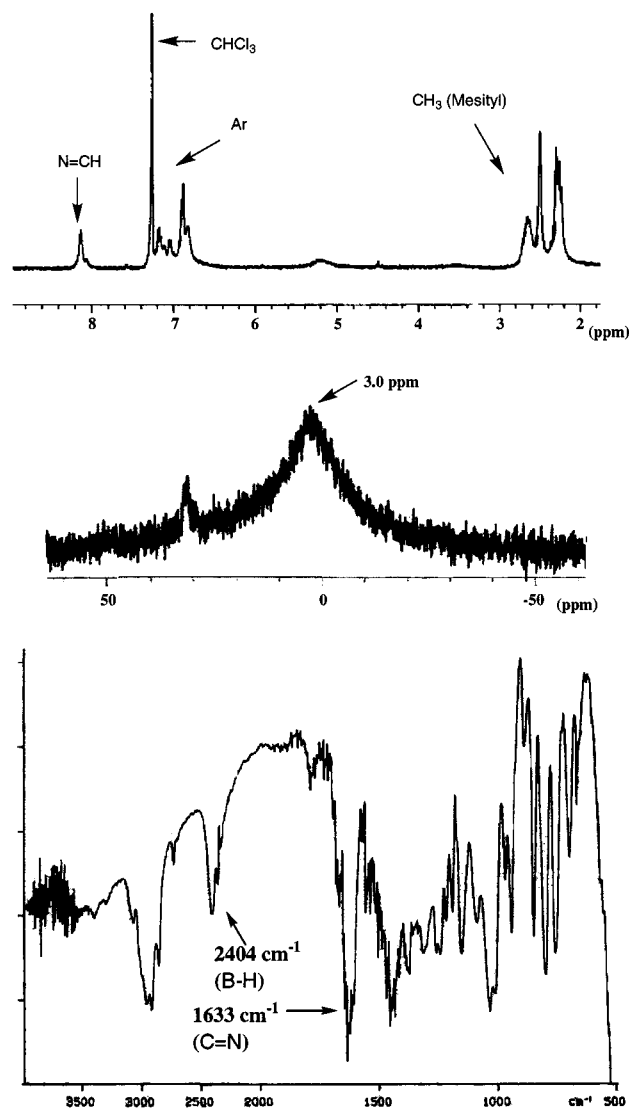 CHCl3
CH3 (Mesityl)
Ar
N=CH
8 7 6 5 4 3 2 (ppm)
3.0 ppm
50 0 -50 (ppm)
2404 cm-1
(B-H)
1633 cm-1
(C=N)
3500 3000 2500 2000 1500 1000 cm-1 500